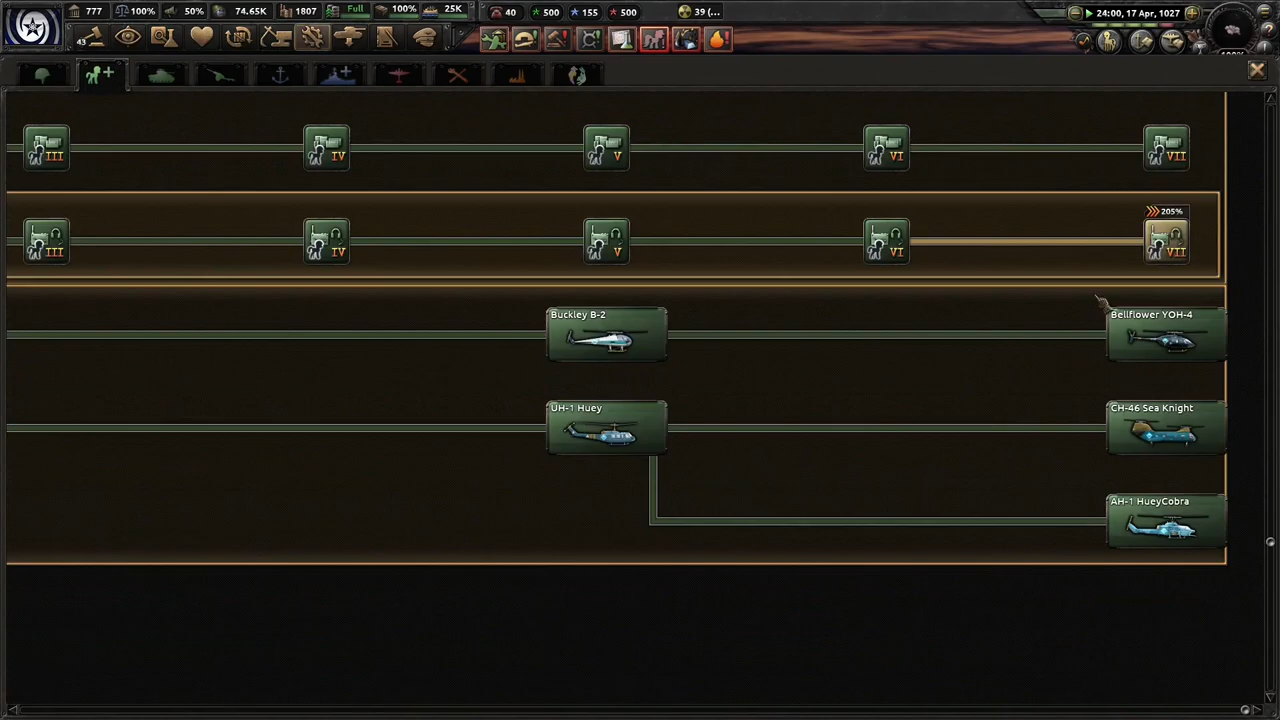 777 100% 50% 74.65K 1807 Full 100% 25K 40 500 155 500 39 (... 24:00, 17 Apr, 1027
43
100%
III IV V VI VII
205%
III IV V VI VII
Buckley B-2
Bellflower YOH-4
UH-1 Huey
CH-46 Sea Knight
AH-1 HueyCobra